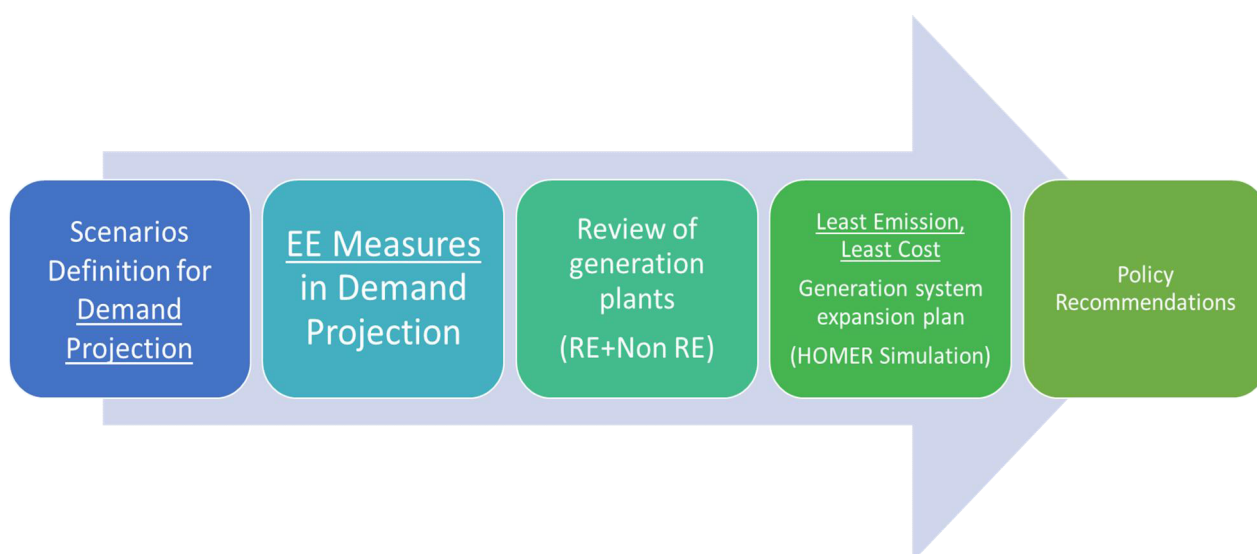 Scenarios
Definition for
Demand
Projection
EE Measures
in Demand
Projection
Review of
generation
plants
(RE+Non RE)
Least Emission,
Least Cost
Generation system
expansion plan
(HOMER Simulation)
Policy
Recommendations